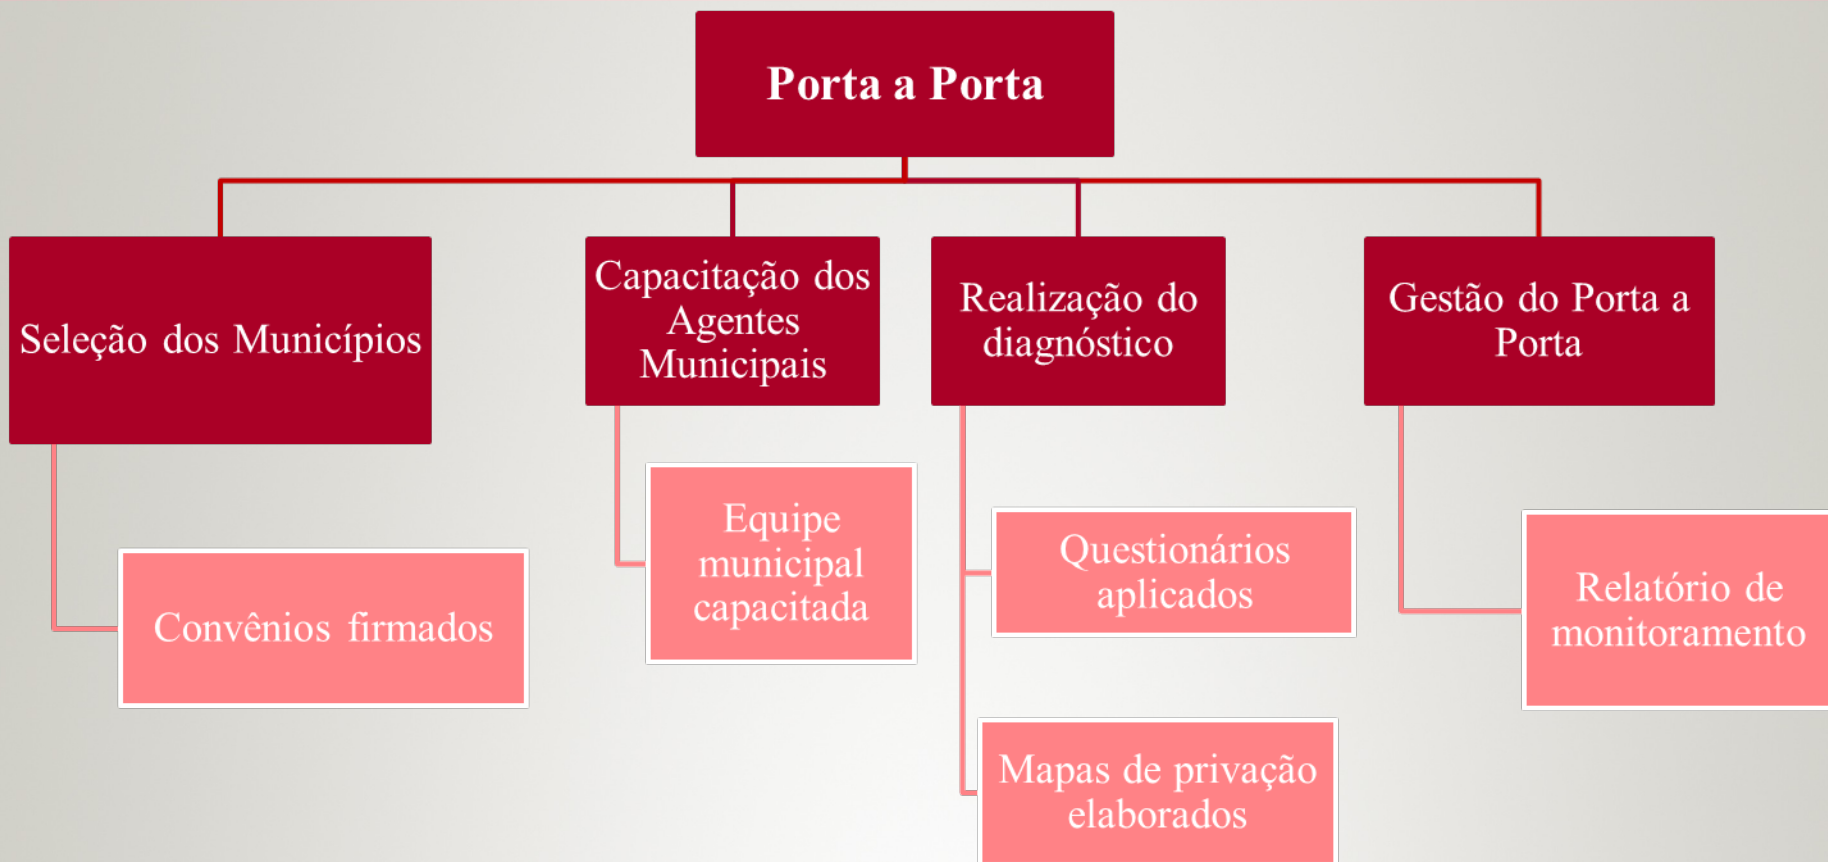 Porta a Porta
Seleção dos Municípios
Capacitação dos
Agentes
Municipais
Realização do
diagnóstico
Gestão do Porta a
Porta
Convênios firmados
Equipe
municipal
capacitada
Questionários
aplicados
Mapas de privação
elaborados
Relatório de
monitoramento